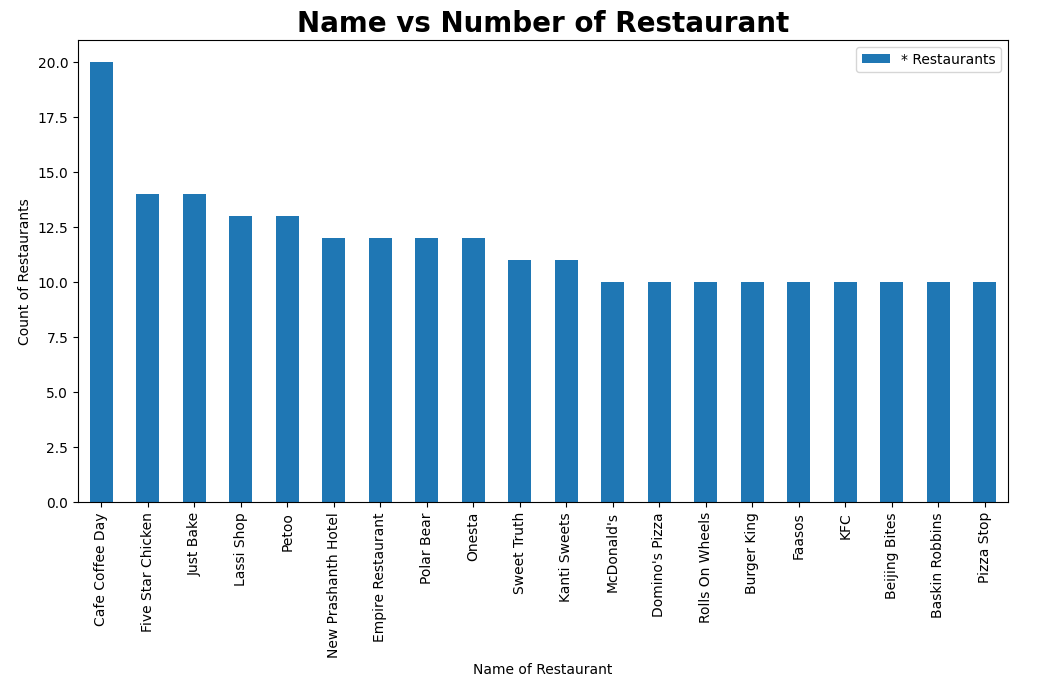 Name vs Number of Restaurant
* Restaurants
Count of Restaurants
20.0
17.5
15.0
12.5
10.0
7.5
5.0
2.5
0.0
Cafe Coffee Day
Five Star Chicken
Just Bake
Lassi Shop
Petoo
New Prashanth Hotel
Empire Restaurant
Polar Bear
Onesta
Sweet Truth
Kanti Sweets
McDonald's
Domino's Pizza
Rolls On Wheels
Burger King
Faasos
KFC
Beijing Bites
Baskin Robbins
Pizza Stop
Name of Restaurant